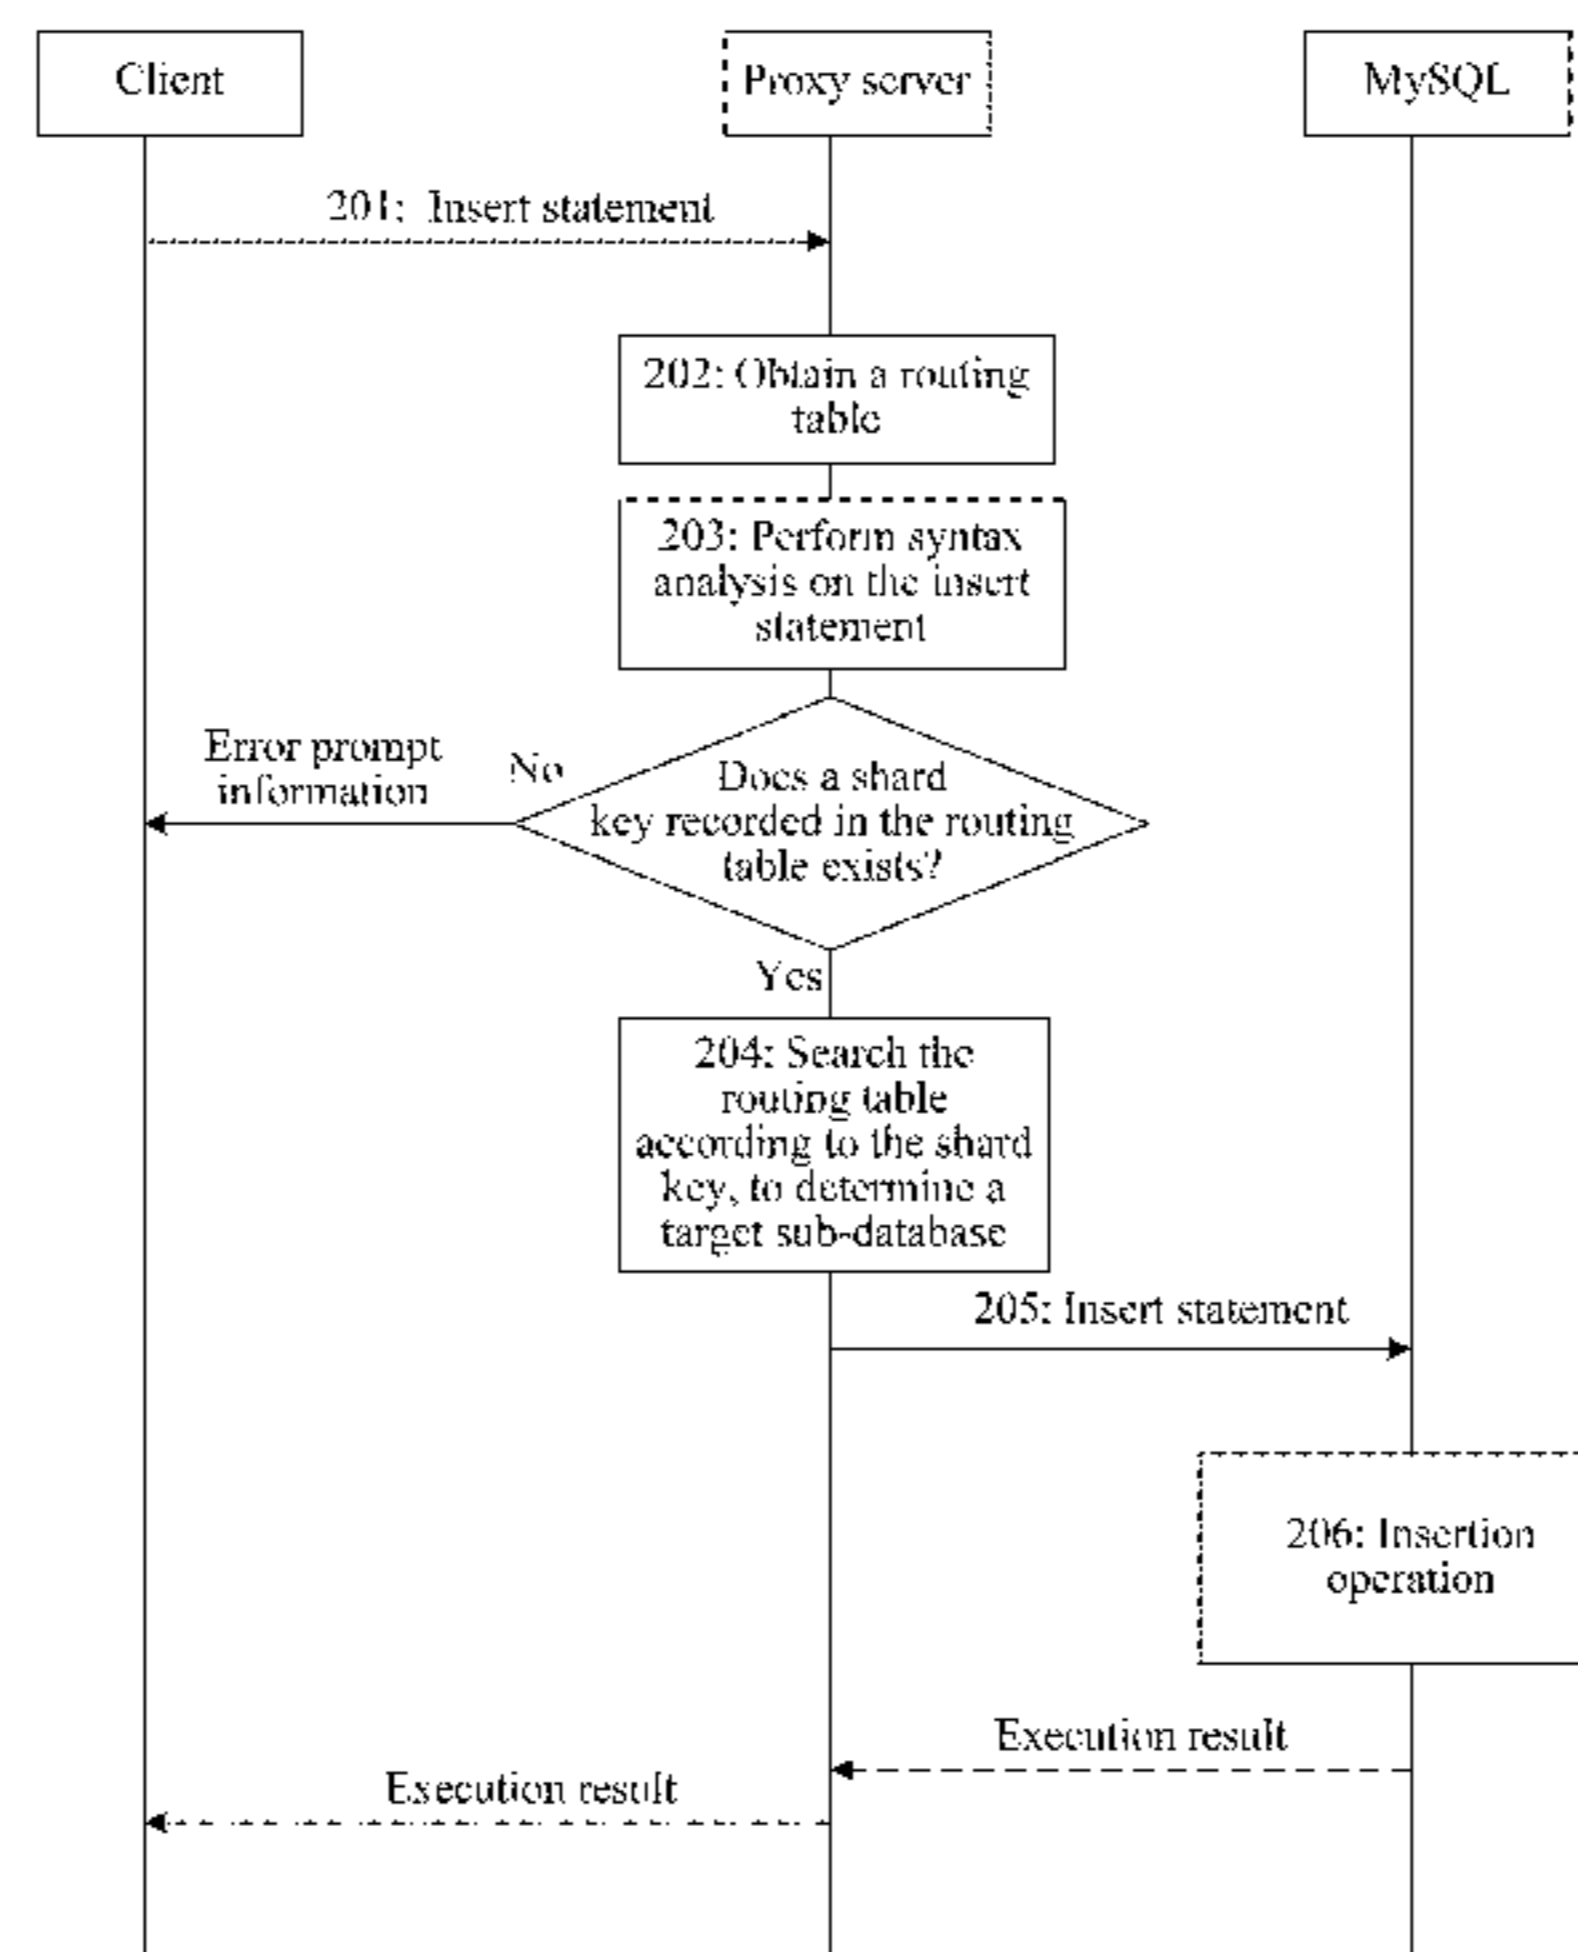 Client
Proxy server
MySQL
201: Insert statement
202: Obtain a routing
table
203: Perform syntax
analysis on the insert
statement
Error prompt
information
No
Does a shard
key recorded in the routing
table exists?
Yes
204: Search the
routing table
according to the shard
key, to determine a
target sub-database
205: Insert statement
206: Insertion
operation
Execution result
Execution result